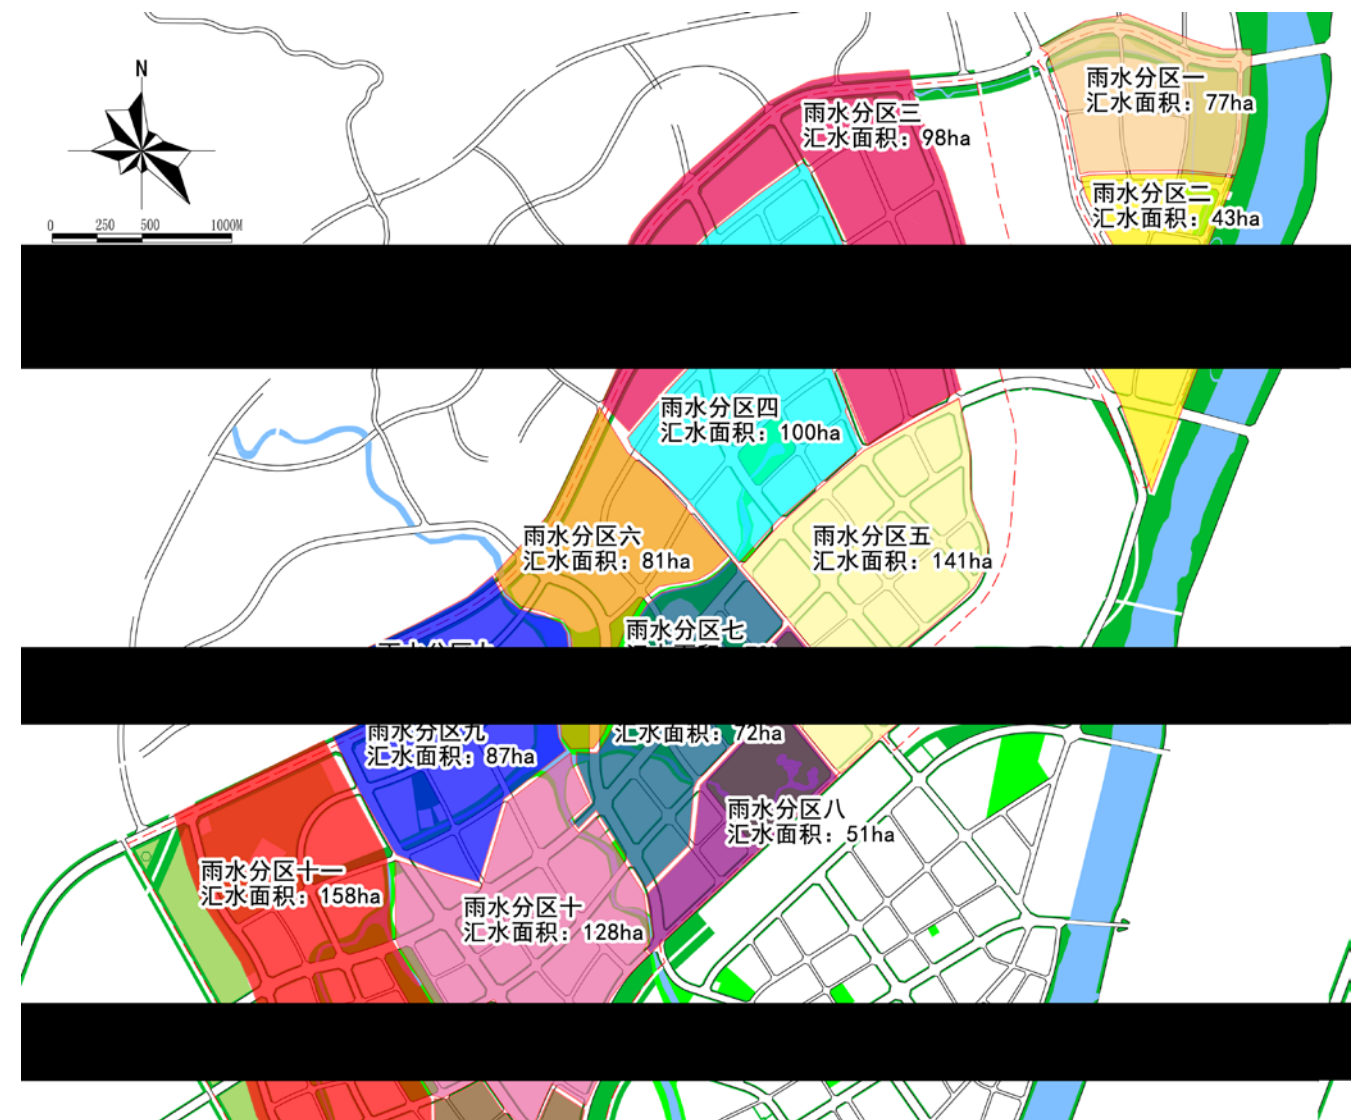 N
0 250 500 1000M
雨水分区一
汇水面积：77ha
雨水分区二
汇水面积：43ha
雨水分区三
汇水面积：98ha
雨水分区四
汇水面积：100ha
雨水分区五
汇水面积：141ha
雨水分区六
汇水面积：81ha
雨水分区七
汇水面积：72ha
雨水分区九
汇水面积：87ha
雨水分区八
汇水面积：51ha
雨水分区十一
汇水面积：158ha
雨水分区十
汇水面积：128ha